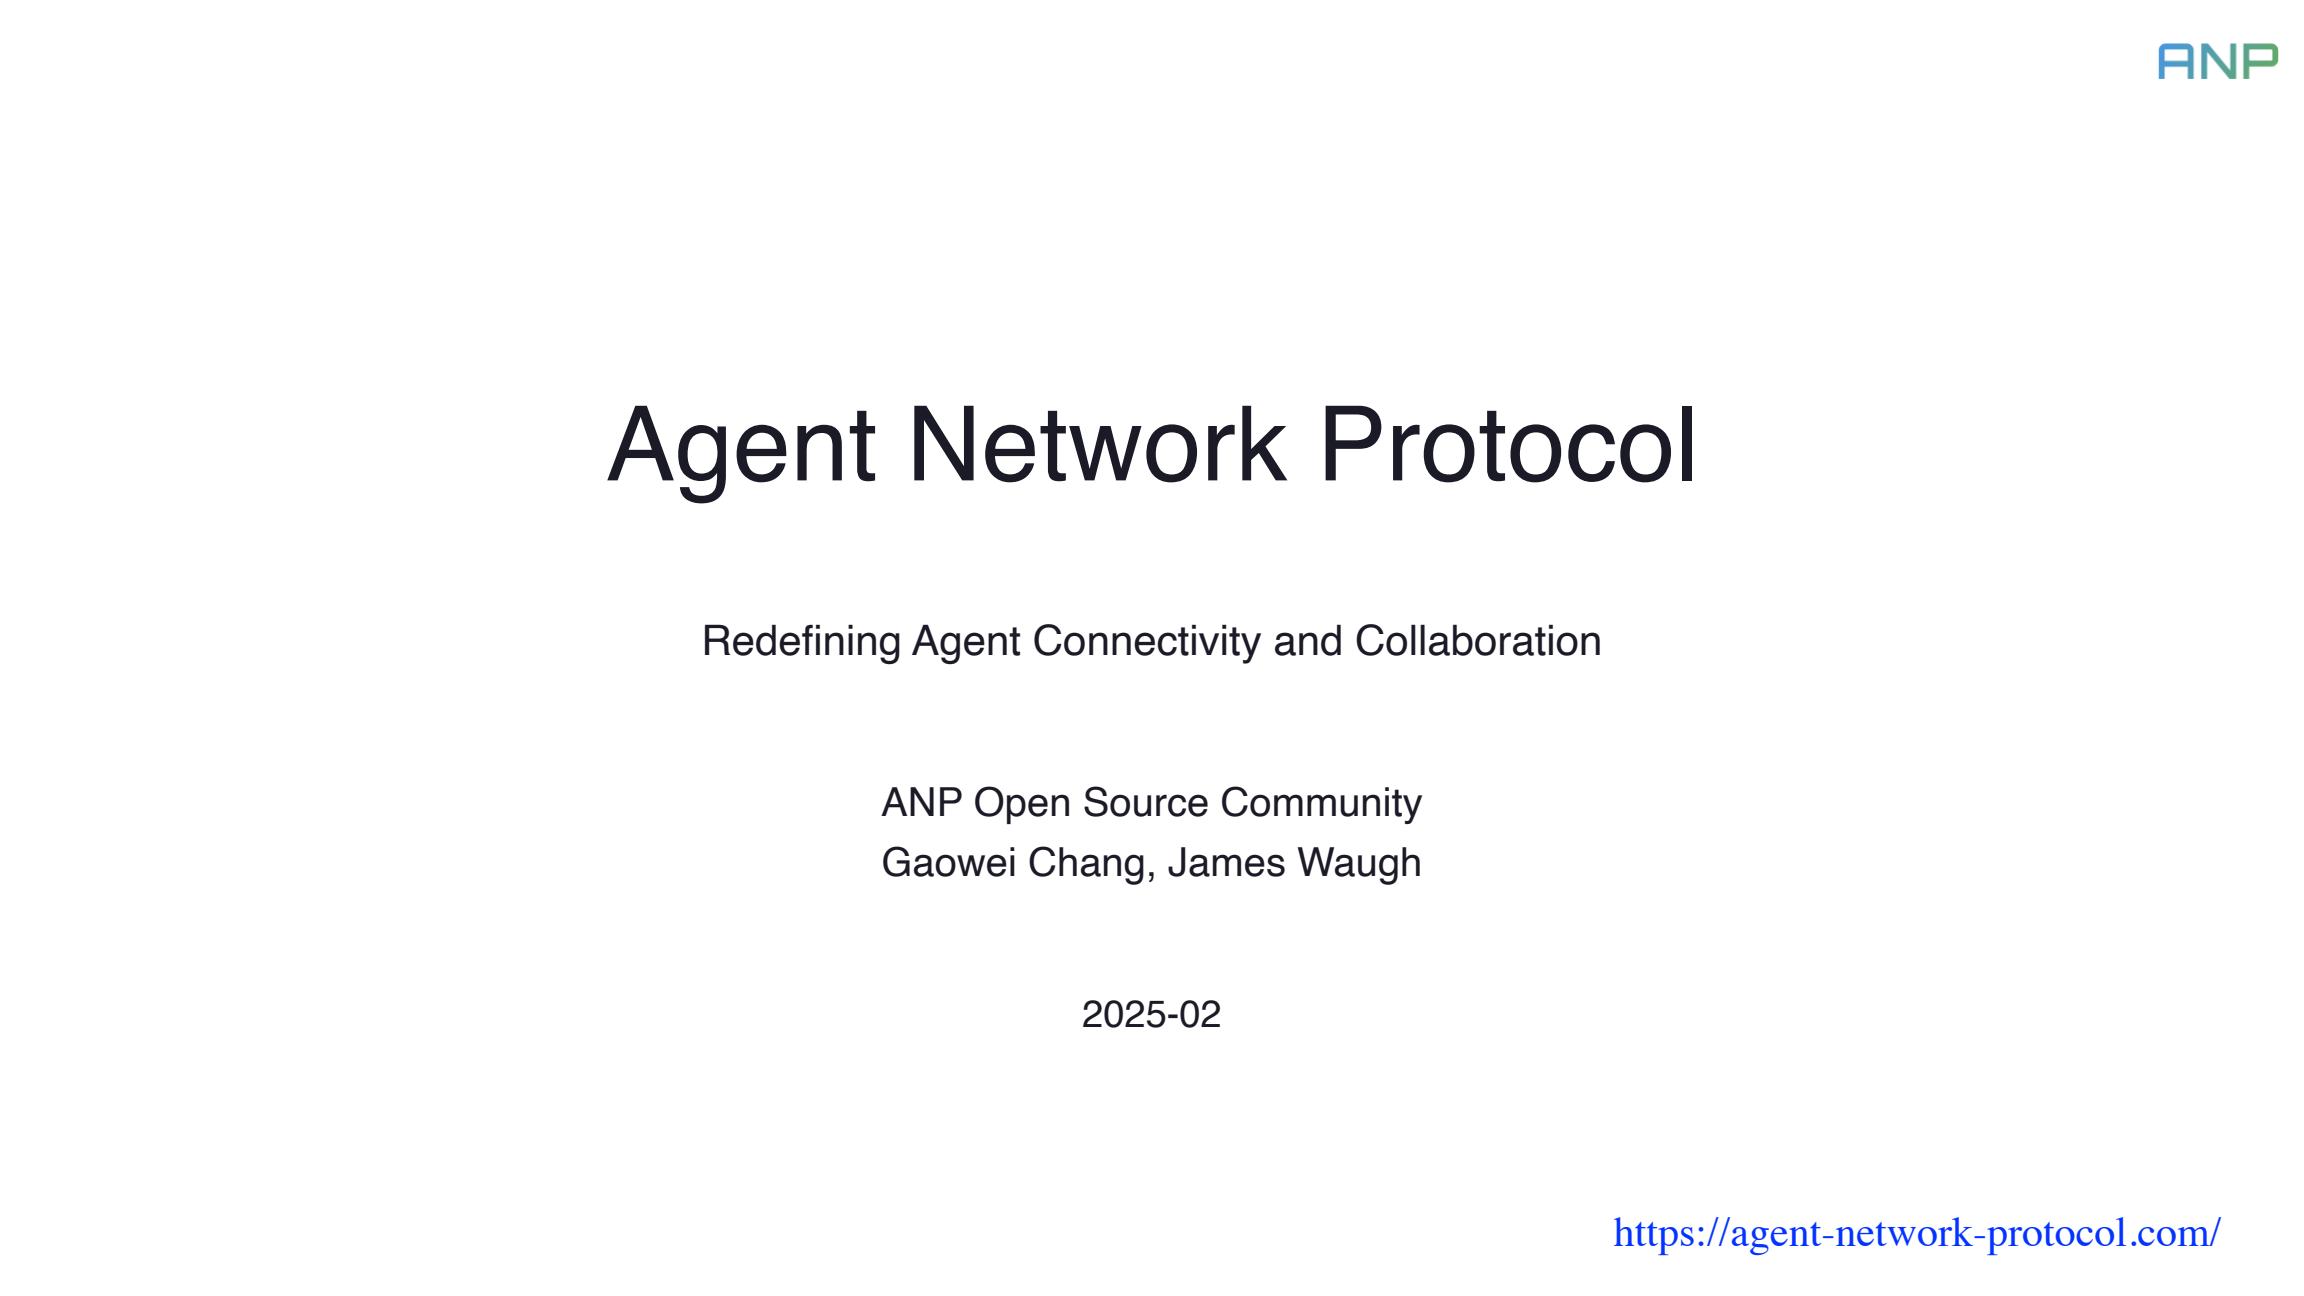 ANP
Agent Network Protocol
Redefining Agent Connectivity and Collaboration
ANP Open Source Community
Gaowei Chang, James Waugh
2025-02
https://agent-network-protocol.com/